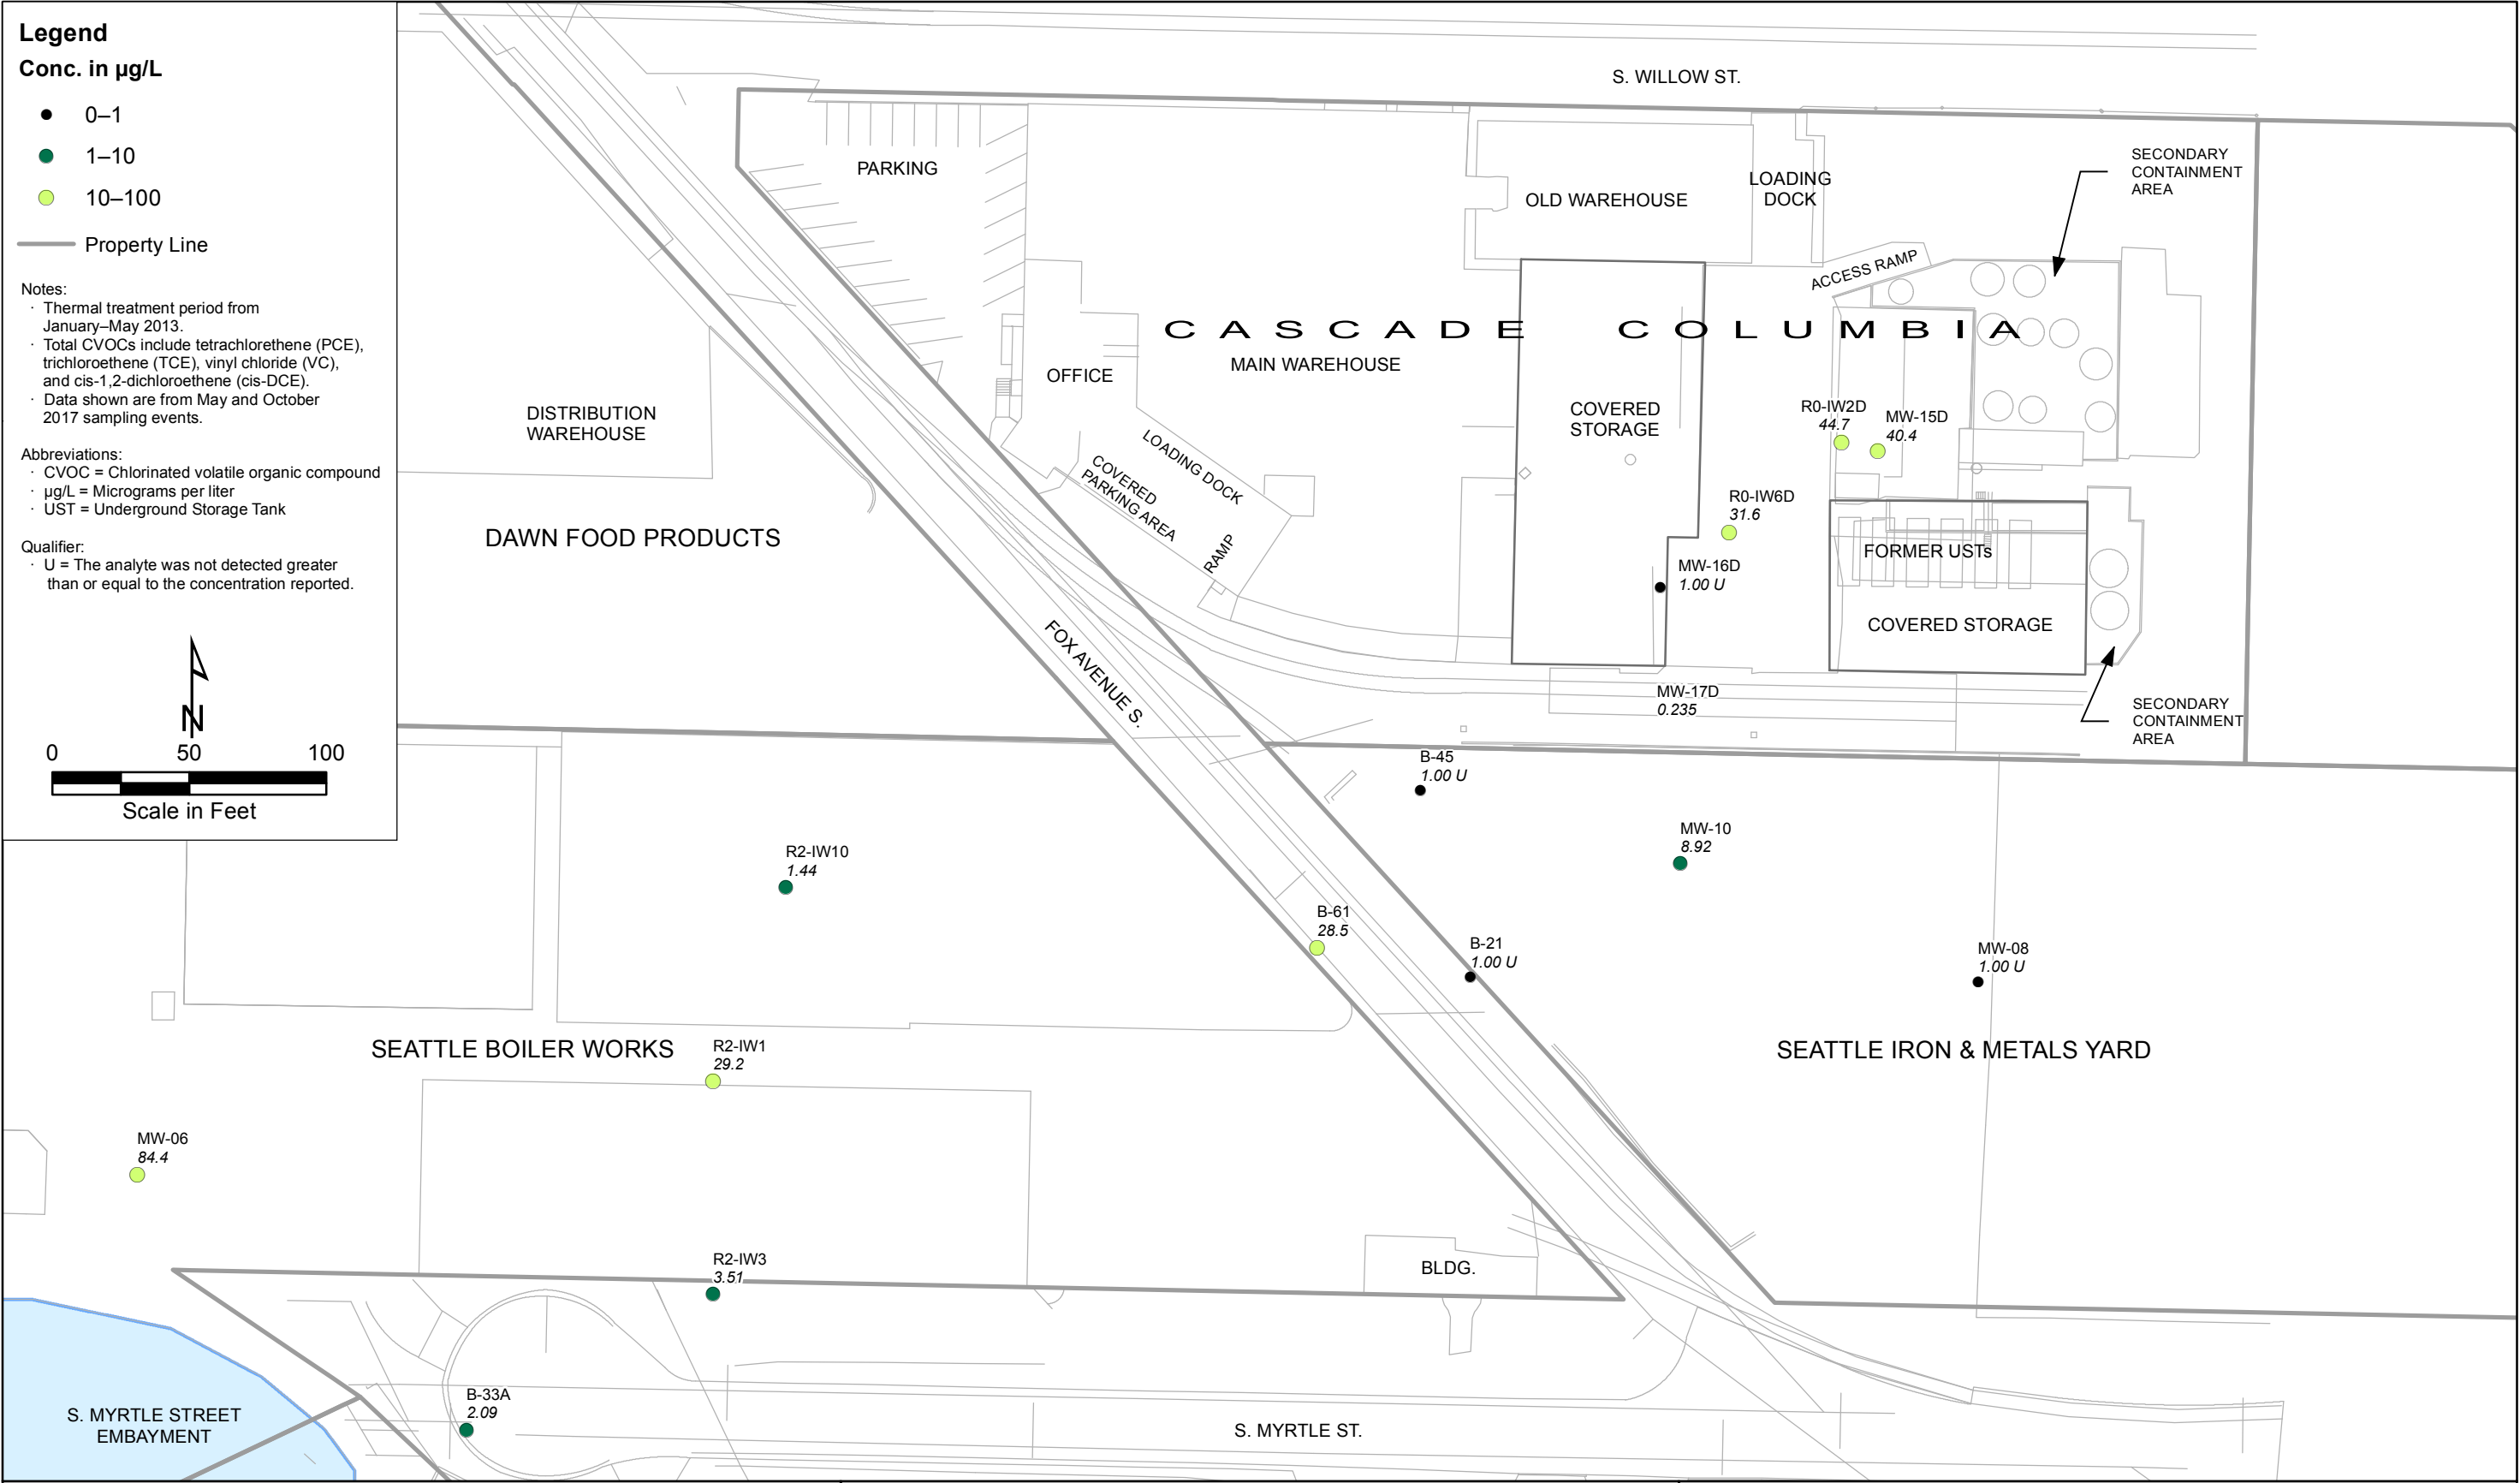 Legend
Conc. in µg/L
0–1
1–10
10–100
Property Line
Notes:
· Thermal treatment period from
January–May 2013.
· Total CVOCs include tetrachlorethene (PCE),
trichloroethene (TCE), vinyl chloride (VC),
and cis-1,2-dichloroethene (cis-DCE).
· Data shown are from May and October
2017 sampling events.
Abbreviations:
· CVOC = Chlorinated volatile organic compound
· µg/L = Micrograms per liter
· UST = Underground Storage Tank
Qualifier:
· U = The analyte was not detected greater
than or equal to the concentration reported.
N
0 50 100
Scale in Feet
S. WILLOW ST.
PARKING
OLD WAREHOUSE
LOADING
DOCK
SECONDARY
CONTAINMENT
AREA
ACCESS RAMP
CASCADE COLUMBIA
MAIN WAREHOUSE
OFFICE
COVERED
STORAGE
R0-IW2D
44.7
MW-15D
40.4
DISTRIBUTION
WAREHOUSE
LOADING DOCK
COVERED
PARKING AREA
RAMP
R0-IW6D
31.6
DAWN FOOD PRODUCTS
FORMER USTs
MW-16D
1.00 U
COVERED STORAGE
FOX AVENUE S.
MW-17D
0.235
SECONDARY
CONTAINMENT
AREA
B-45
1.00 U
MW-10
8.92
R2-IW10
1.44
B-61
28.5
B-21
1.00 U
MW-08
1.00 U
SEATTLE BOILER WORKS
R2-IW1
29.2
SEATTLE IRON & METALS YARD
MW-06
84.4
R2-IW3
3.51
BLDG.
B-33A
2.09
S. MYRTLE STREET
EMBAYMENT
S. MYRTLE ST.